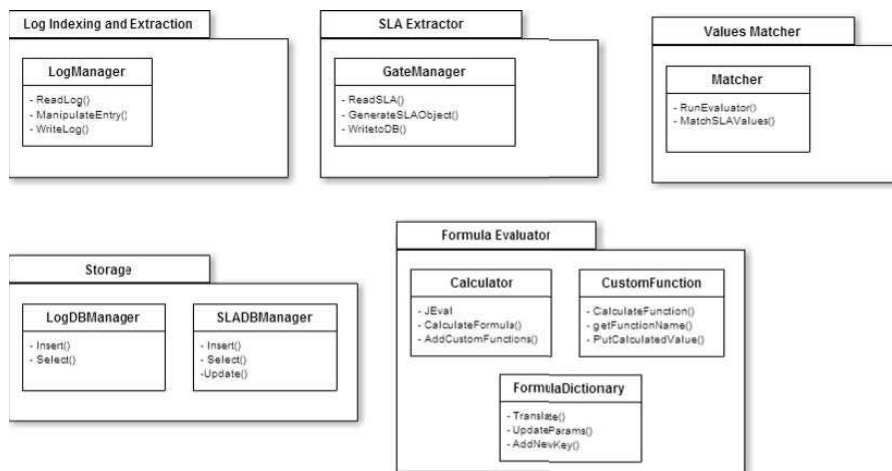 Log Indexing and Extraction
LogManager
- ReadLog()
- ManipulateEntry()
- WriteLog()
SLA Extractor
GateManager
- ReadSLA()
- GenerateSLAObject()
- WritetoDB()
Values Matcher
Matcher
- RunEvaluator()
- MatchSLAValues()
Storage
LogDBManager
- Insert()
- Select()
SLADBManager
- Insert()
- Select()
-Update()
Formula Evaluator
Calculator
- JEval
- CalculateFormula()
- AddCustomFunctions()
CustomFunction
- CalculateFunction()
- getFunctionName()
- PutCalculatedValue()
FormulaDictionary
- Translate()
- UpdateParams()
- AddNewKey()